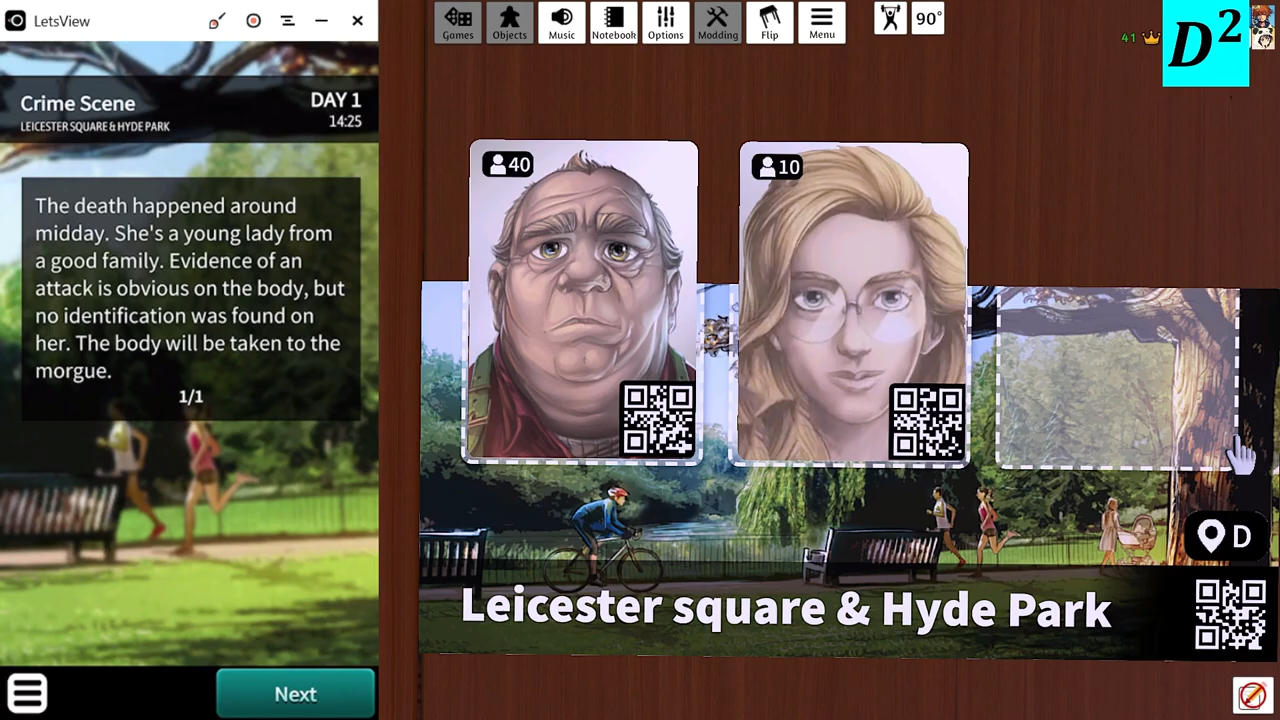 LetsView
Crime Scene
LEICESTER SQUARE & HYDE PARK
DAY 1
14:25
The death happened around
midday. She's a young lady from
a good family. Evidence of an
attack is obvious on the body, but
no identification was found on
her. The body will be taken to the
morgue.
1/1
Next
Games
Objects
Music
Notebook
Options
Modding
Flip
Menu
90°
41
D²
40
10
D
Leicester square & Hyde Park